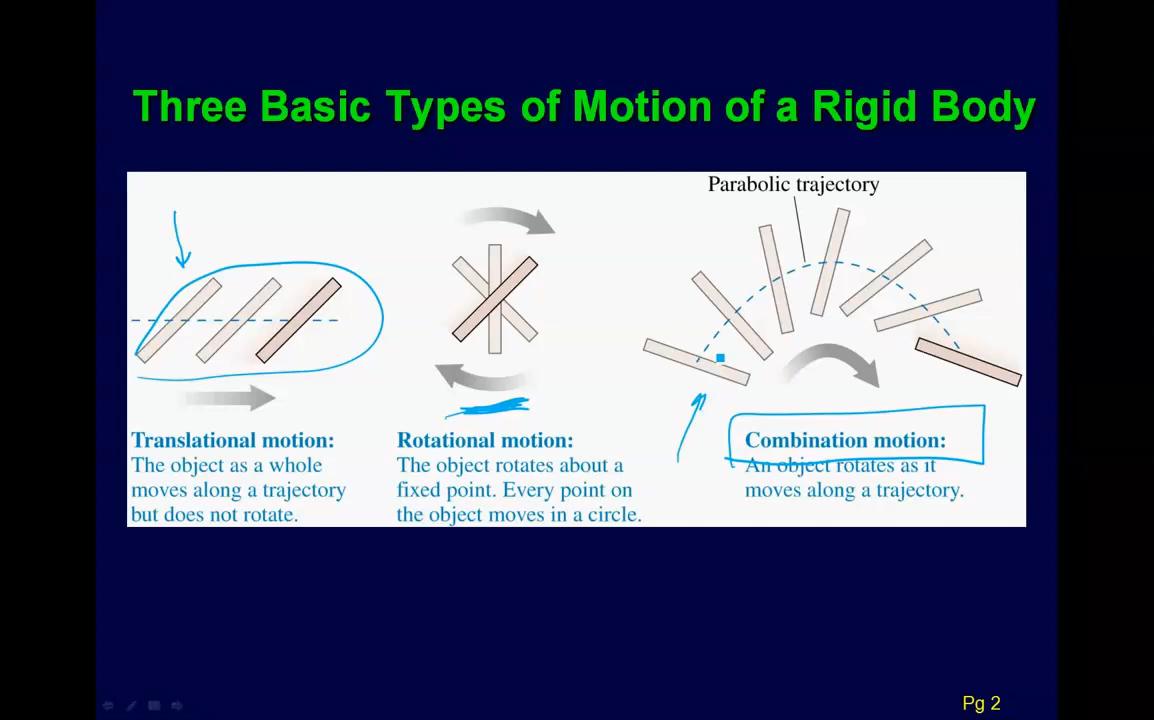 Three Basic Types of Motion of a Rigid Body
Parabolic trajectory
Translational motion:
The object as a whole
moves along a trajectory
but does not rotate.
Rotational motion:
The object rotates about a
fixed point. Every point on
the object moves in a circle.
Combination motion:
An object rotates as it
moves along a trajectory.
Pg 2